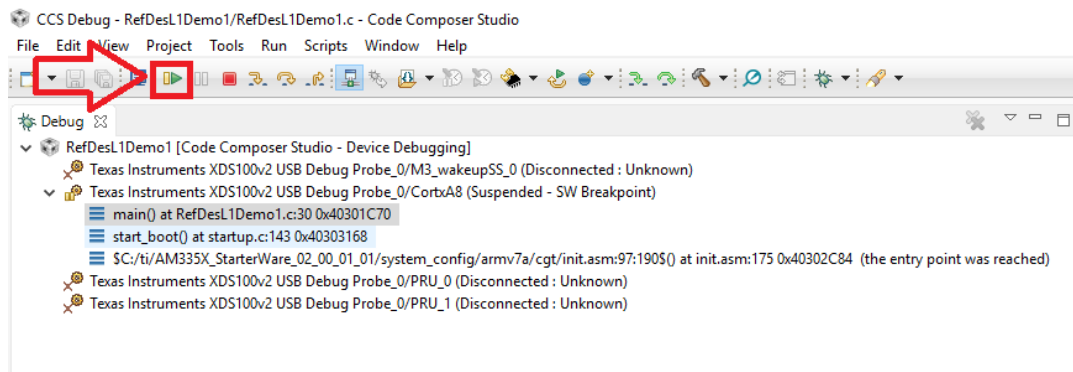 CCS Debug - RefDesL1Demo1/RefDesL1Demo1.c - Code Composer Studio
File Edit View Project Tools Run Scripts Window Help
Debug
RefDesL1Demo1 [Code Composer Studio - Device Debugging]
Texas Instruments XDS100v2 USB Debug Probe_0/M3_wakeupSS_0 (Disconnected : Unknown)
Texas Instruments XDS100v2 USB Debug Probe_0/CortxA8 (Suspended - SW Breakpoint)
main() at RefDesL1Demo1.c:30 0x40301C70
start_boot() at startup.c:143 0x40303168
$C:/ti/AM335X_StarterWare_02_00_01_01/system_config/armv7a/cgt/init.asm:97:190$() at init.asm:175 0x40302C84 (the entry point was reached)
Texas Instruments XDS100v2 USB Debug Probe_0/PRU_0 (Disconnected : Unknown)
Texas Instruments XDS100v2 USB Debug Probe_0/PRU_1 (Disconnected : Unknown)